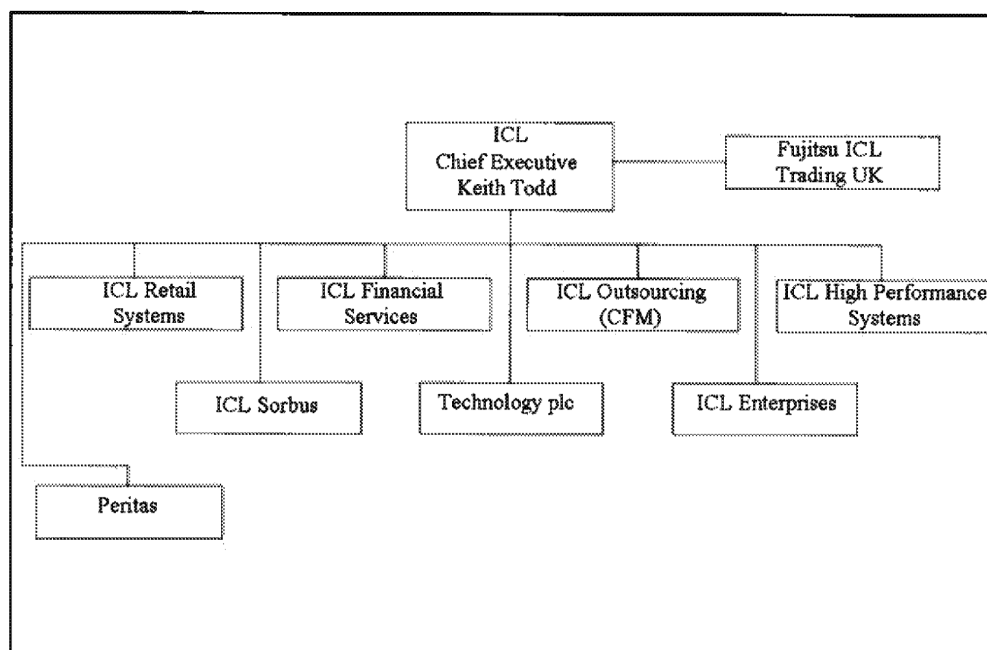 ICL
Chief Executive
Keith Todd
Fujitsu ICL
Trading UK
ICL Retail
Systems
ICL Financial
Services
ICL Outsourcing
(CFM)
ICL High Performance
Systems
ICL Sorbus
Technology plc
ICL Enterprises
Peritas